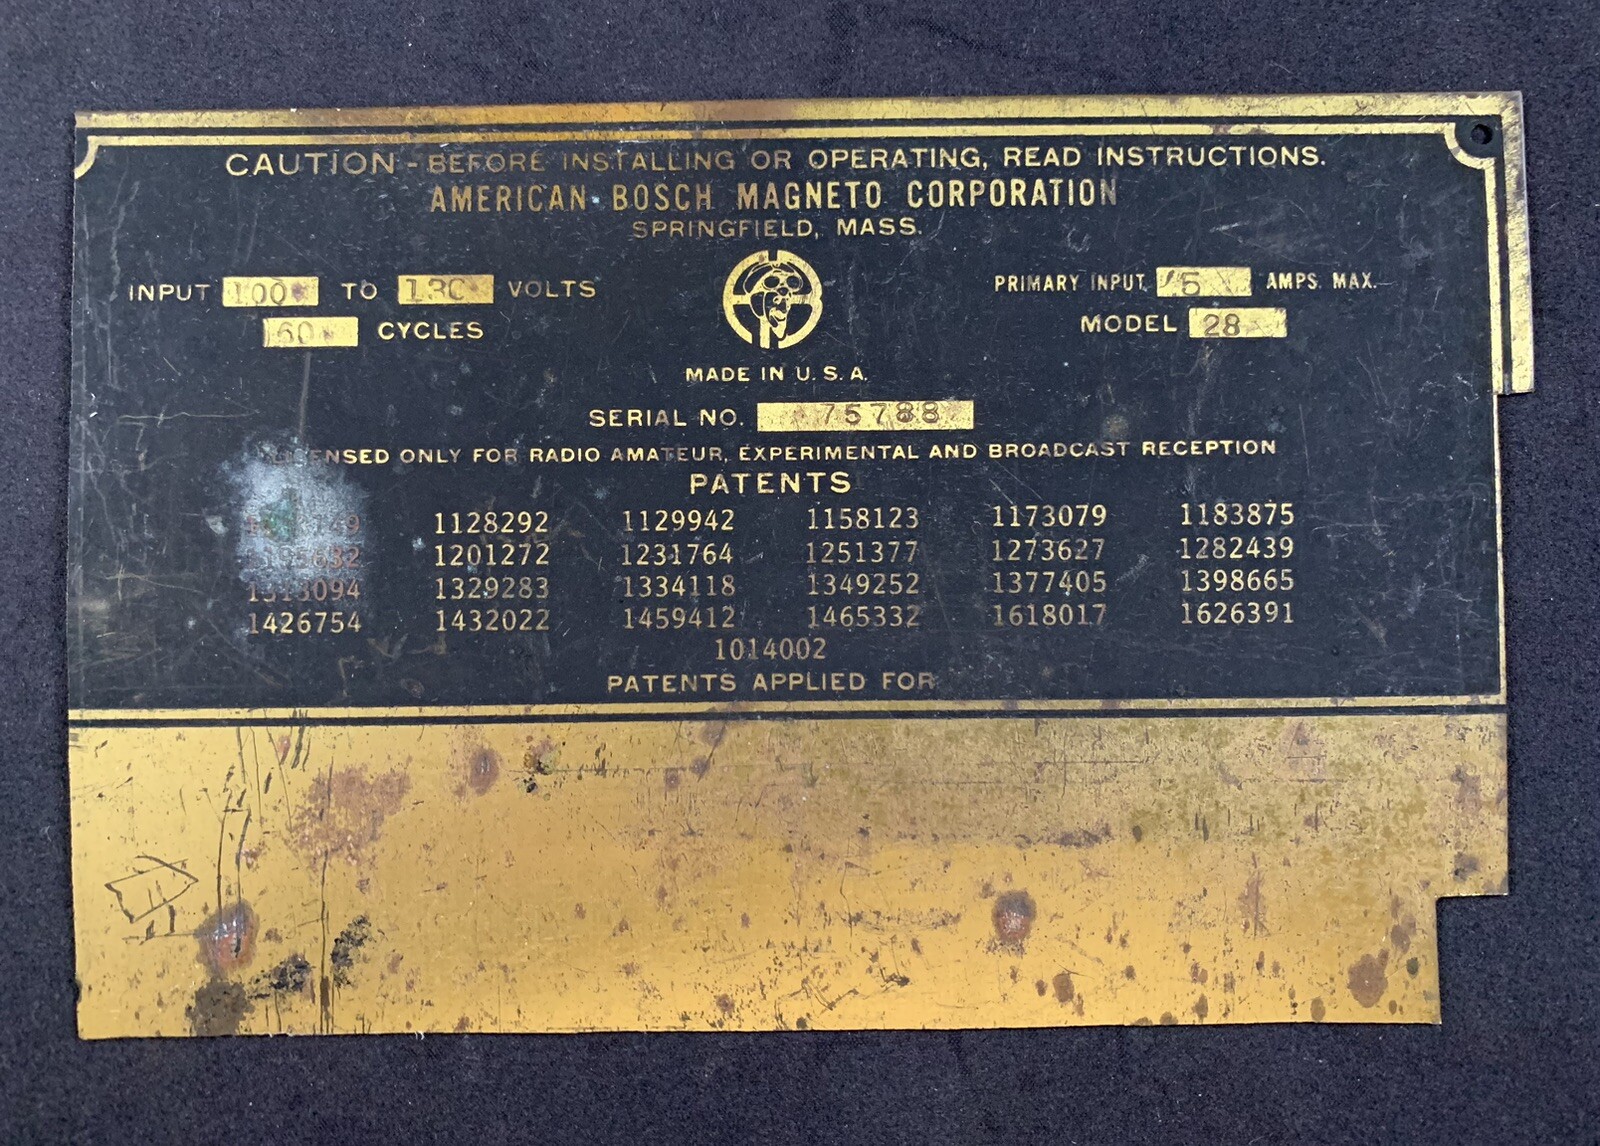 CAUTION - BEFORE INSTALLING OR OPERATING, READ INSTRUCTIONS.
AMERICAN BOSCH MAGNETO CORPORATION
SPRINGFIELD, MASS.
INPUT 100 TO 130 VOLTS
60 CYCLES
PRIMARY INPUT AMPS. MAX.
MODEL 28
MADE IN U.S.A.
SERIAL NO. 75788
LICENSED ONLY FOR RADIO AMATEUR, EXPERIMENTAL AND BROADCAST RECEPTION
PATENTS
1128292 1129942 1158123 1173079 1183875
1201272 1231764 1251377 1273627 1282439
1329283 1334118 1349252 1377405 1398665
1426754 1432022 1459412 1465332 1618017 1626391
1014002
PATENTS APPLIED FOR